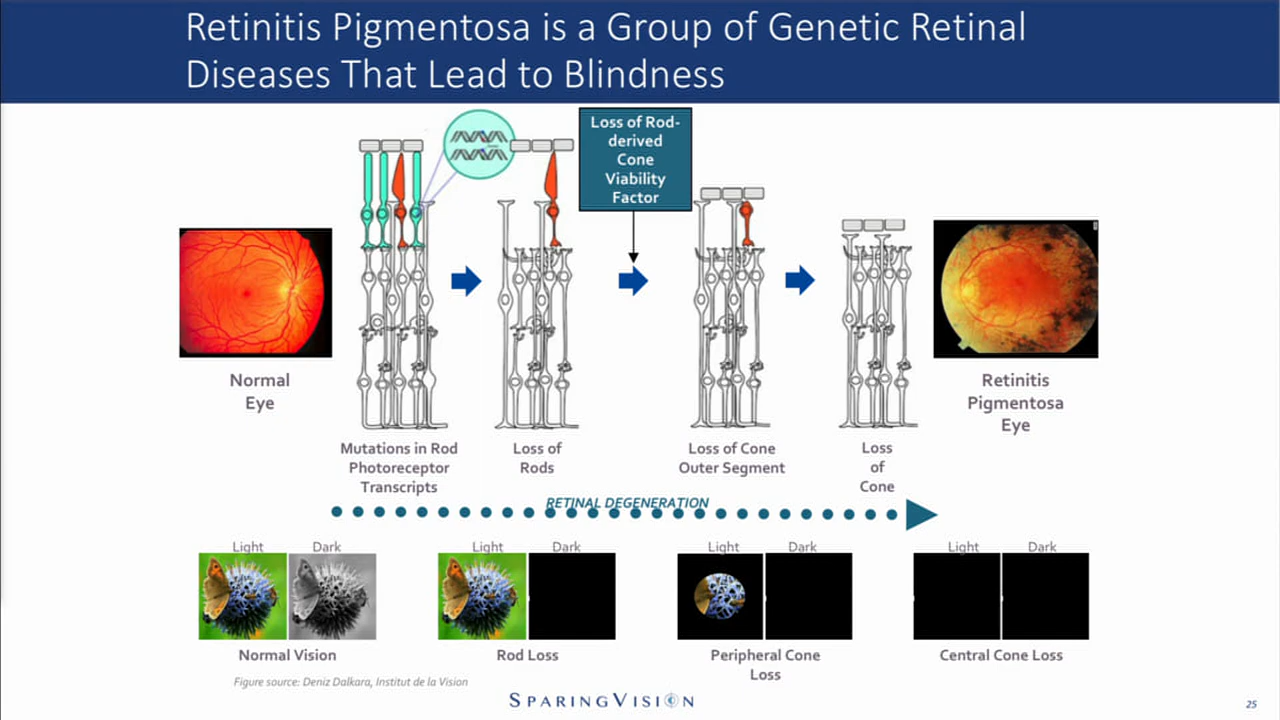 Retinitis Pigmentosa is a Group of Genetic Retinal
Diseases That Lead to Blindness
Loss of Rod-
derived
Cone
Viability
Factor
Normal
Eye
Retinitis
Pigmentosa
Eye
Mutations in Rod
Photoreceptor
Transcripts
Loss of
Rods
Loss of Cone
Outer Segment
Loss
of
Cone
RETINAL DEGENERATION
Light
Dark
Light
Dark
Light
Dark
Light
Dark
Normal Vision
Rod Loss
Peripheral Cone
Loss
Central Cone Loss
Figure source: Deniz Dalkara, Institut de la Vision
SPARINGVISION
25